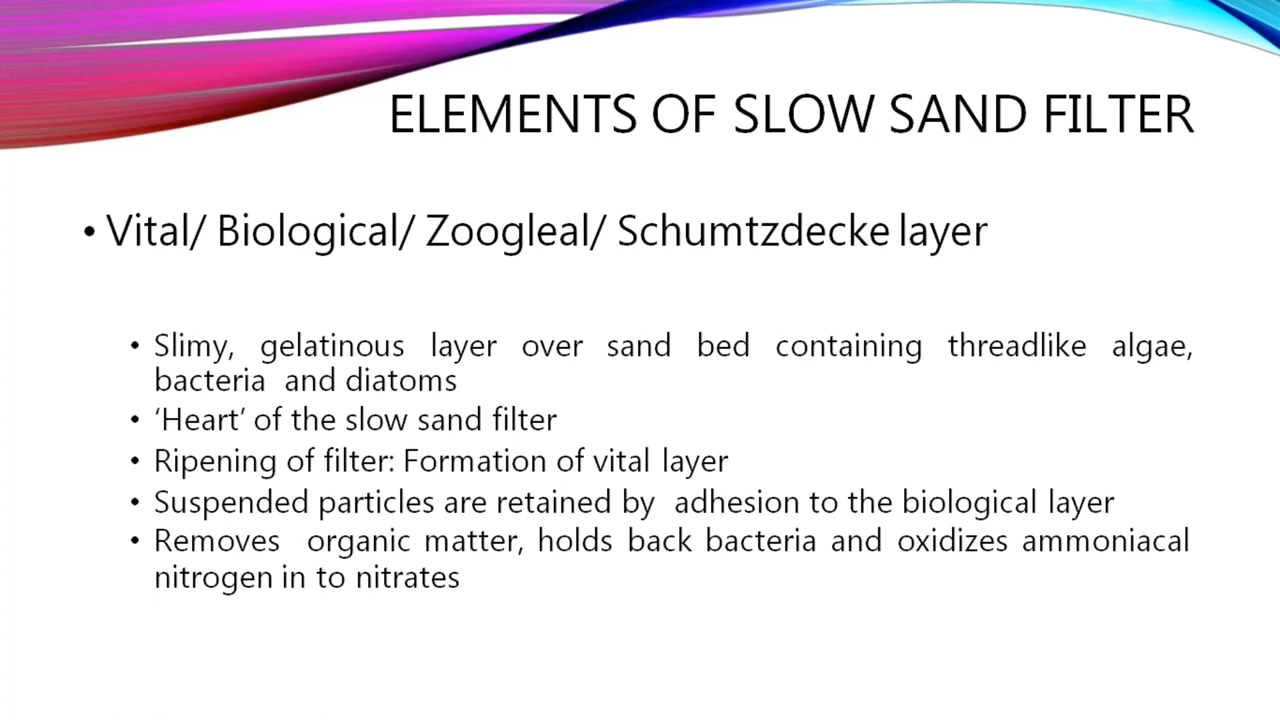 ELEMENTS OF SLOW SAND FILTER
• Vital/ Biological/ Zoogleal/ Schumtzdecke layer
• Slimy, gelatinous layer over sand bed containing threadlike algae,
bacteria and diatoms
• ‘Heart’ of the slow sand filter
• Ripening of filter: Formation of vital layer
• Suspended particles are retained by adhesion to the biological layer
• Removes organic matter, holds back bacteria and oxidizes ammoniacal
nitrogen in to nitrates